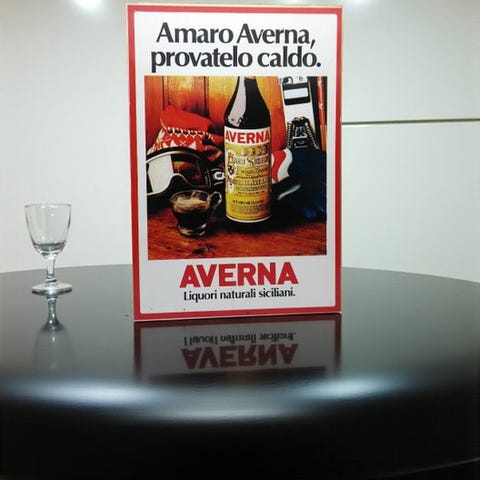 Amaro Averna,
provatelo caldo.
AVERNA
AVERNA
Liquori naturali siciliani.